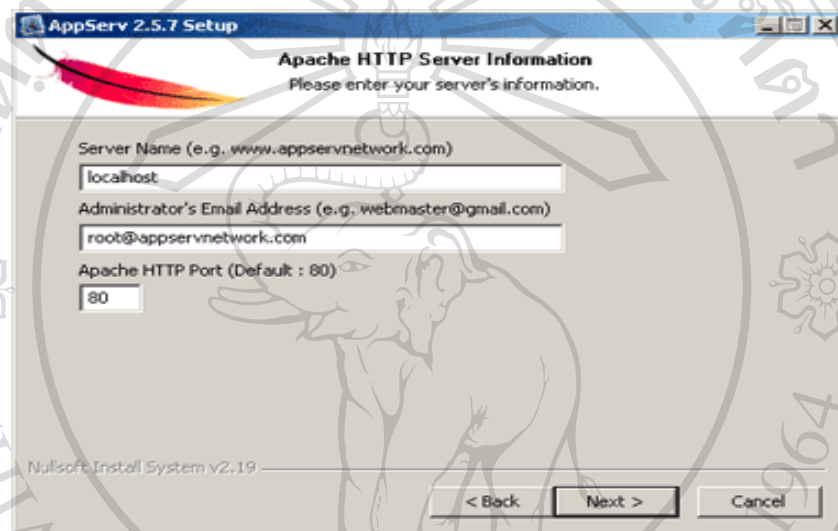 AppServ 2.5.7 Setup
Apache HTTP Server Information
Please enter your server's information.
Server Name (e.g. www.appservnetwork.com)
localhost
Administrator's Email Address (e.g. webmaster@gmail.com)
root@appservnetwork.com
Apache HTTP Port (Default : 80)
80
Nullsoft Install System v2.19
< Back Next > Cancel
1964